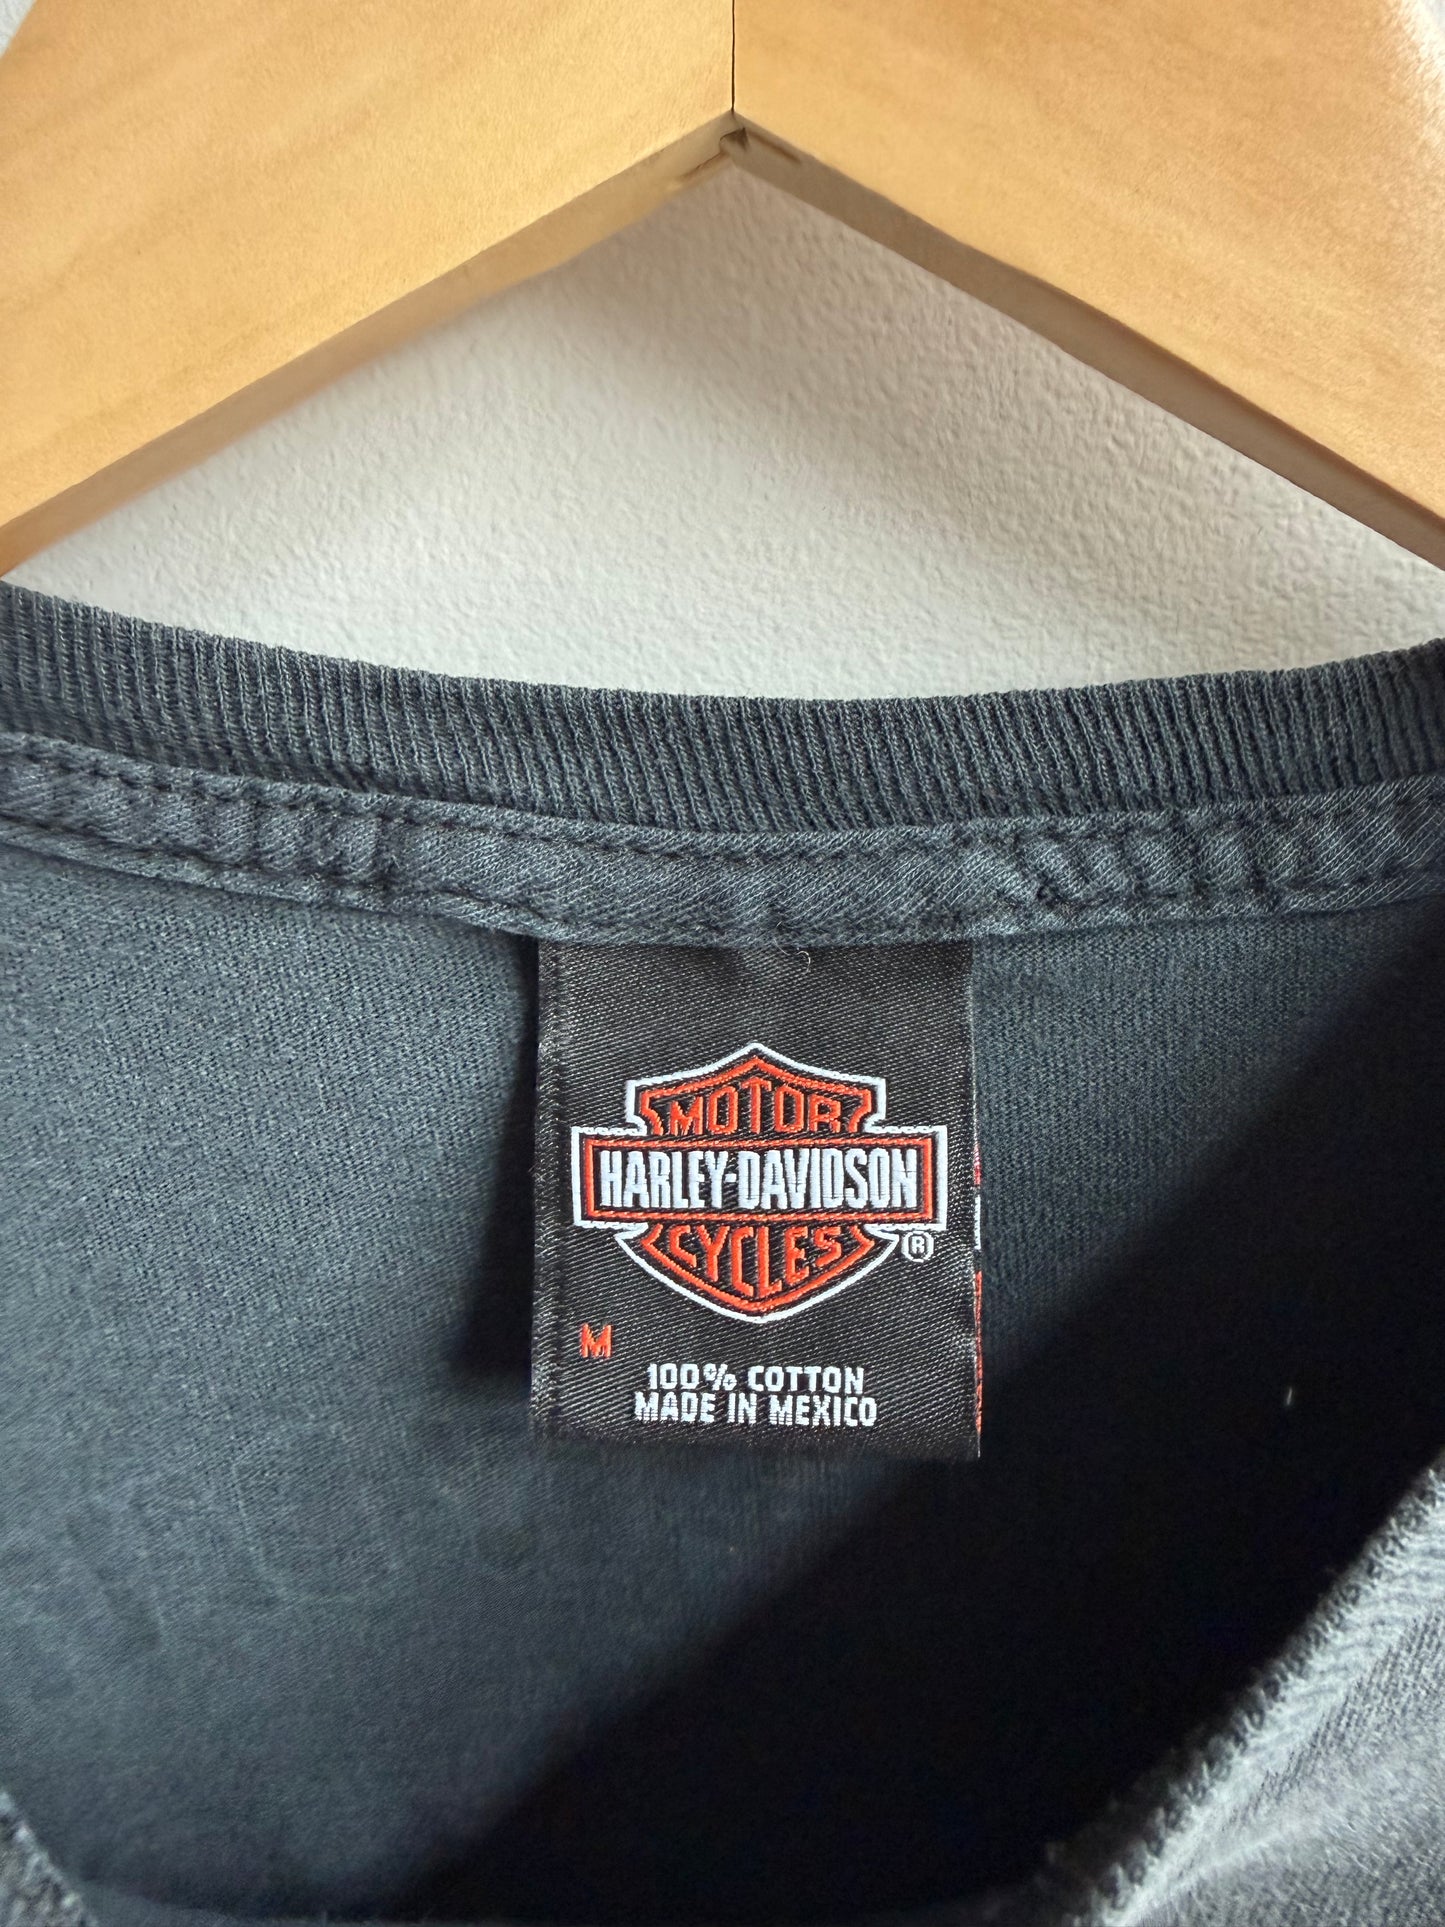 MOTOR
HARLEY-DAVIDSON
CYCLES
®
M
100% COTTON
MADE IN MEXICO